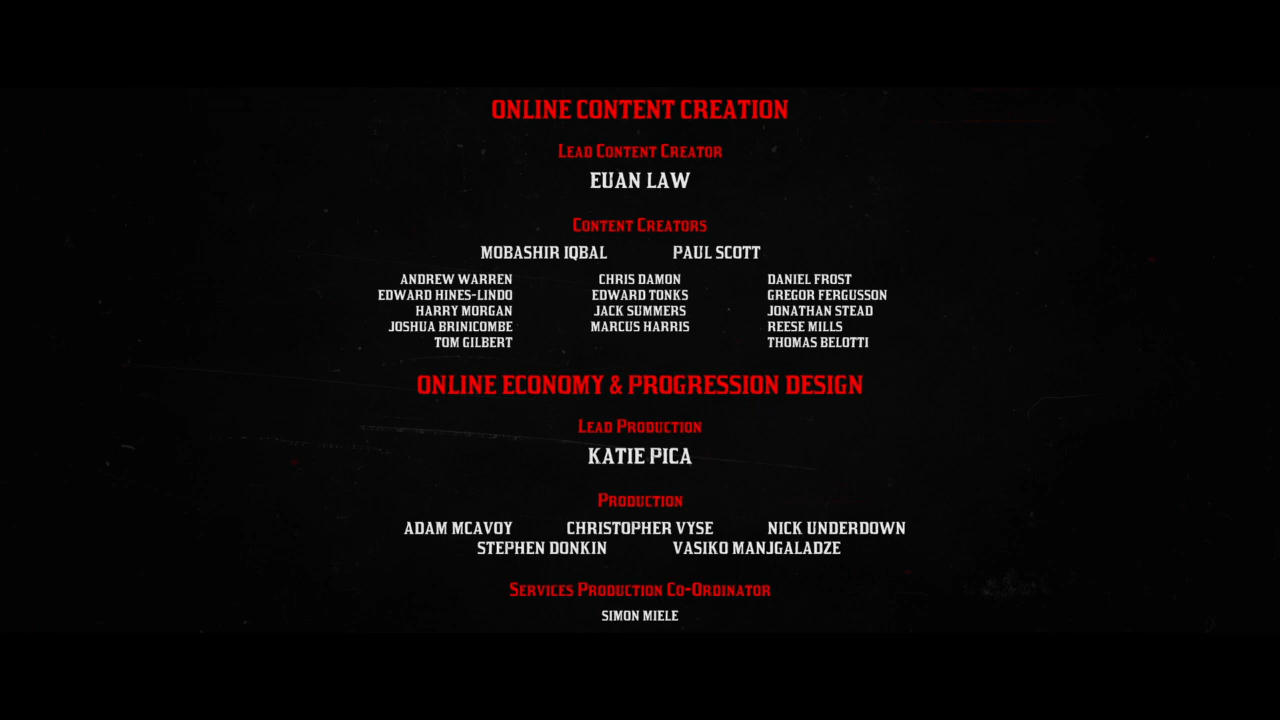 ONLINE CONTENT CREATION
LEAD CONTENT CREATOR
EUAN LAW
CONTENT CREATORS
MOBASHIR IQBAL PAUL SCOTT
ANDREW WARREN CHRIS DAMON DANIEL FROST
EDWARD HINES-LINDO EDWARD TONKS GREGOR FERGUSSON
HARRY MORGAN JACK SUMMERS JONATHAN STEAD
JOSHUA BRINICOMBE MARCUS HARRIS REESE MILLS
TOM GILBERT THOMAS BELOTTI
ONLINE ECONOMY & PROGRESSION DESIGN
LEAD PRODUCTION
KATIE PICA
PRODUCTION
ADAM MCAVOY CHRISTOPHER VYSE NICK UNDERDOWN
STEPHEN DONKIN VASIKO MANJGALADZE
SERVICES PRODUCTION CO-ORDINATOR
SIMON MIELE